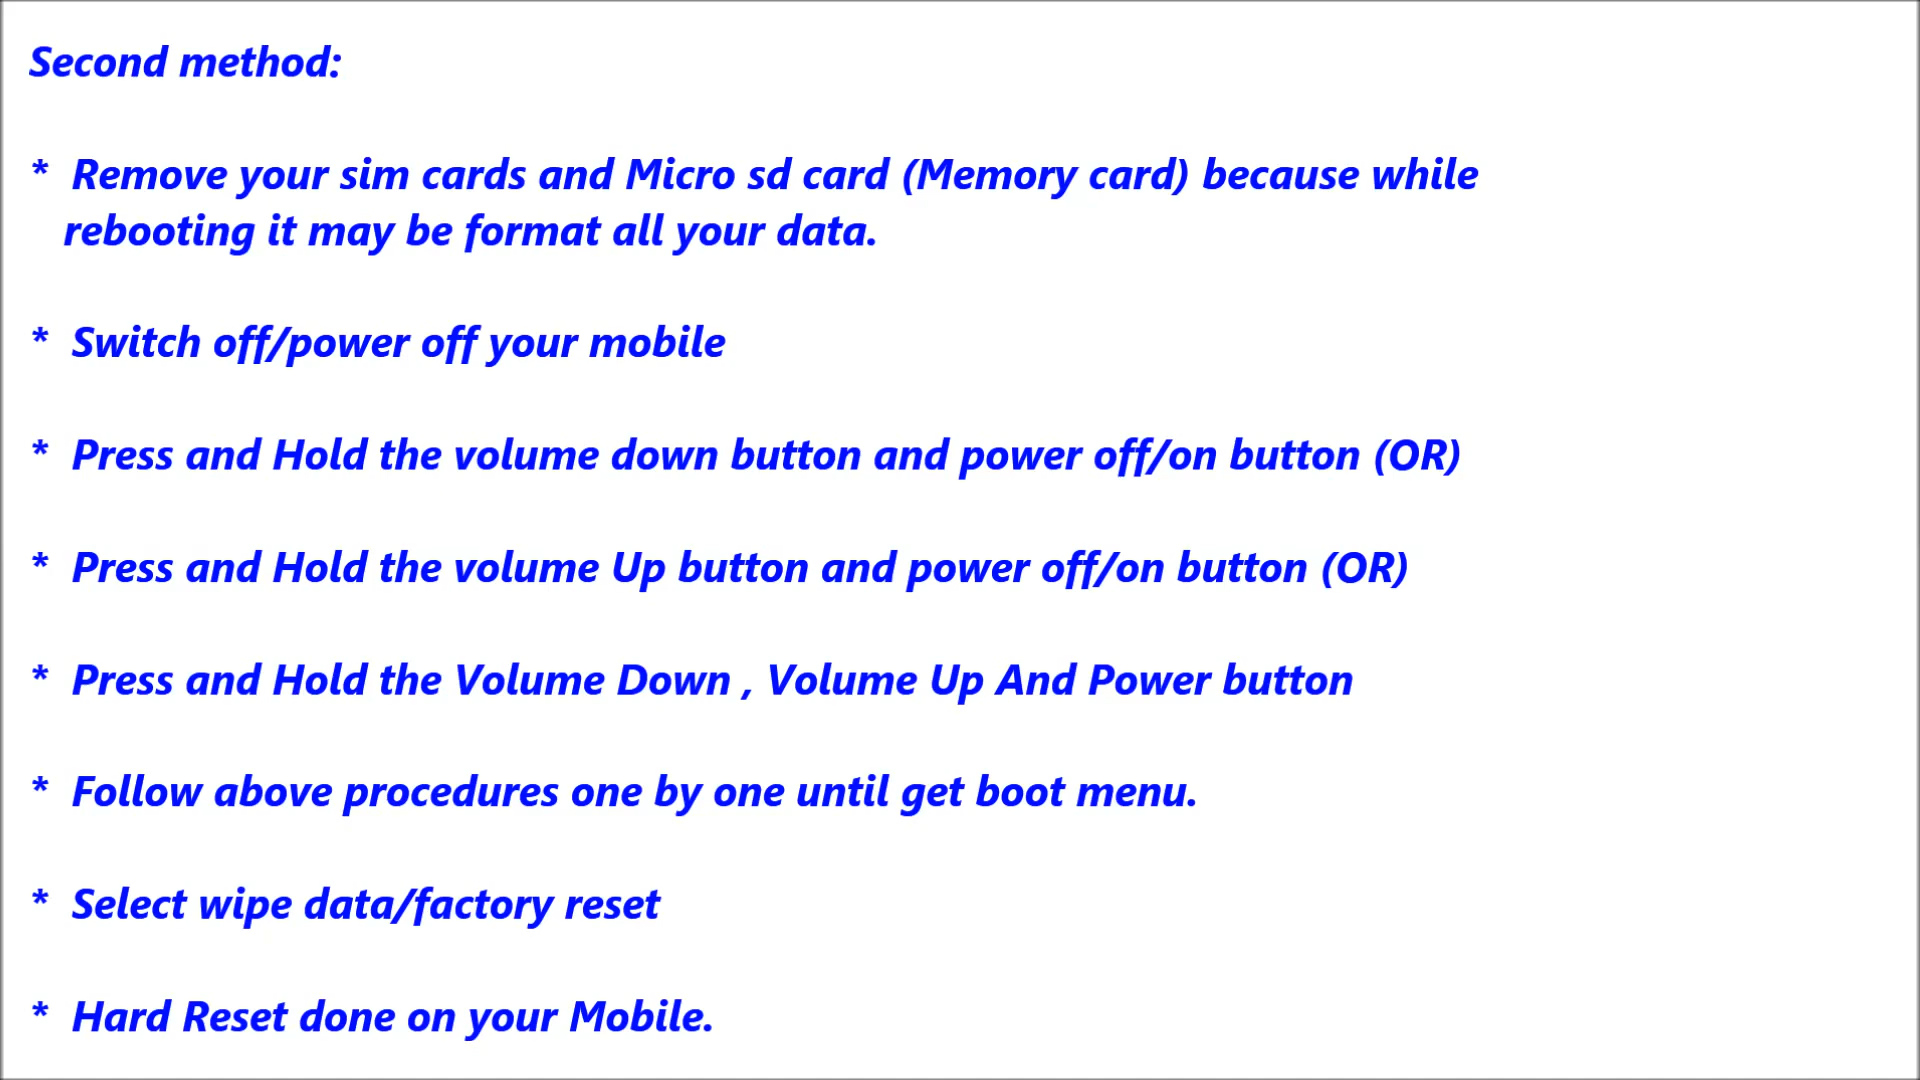 Second method:
* Remove your sim cards and Micro sd card (Memory card) because while
rebooting it may be format all your data.
* Switch off/power off your mobile
* Press and Hold the volume down button and power off/on button (OR)
* Press and Hold the volume Up button and power off/on button (OR)
* Press and Hold the Volume Down , Volume Up And Power button
* Follow above procedures one by one until get boot menu.
* Select wipe data/factory reset
* Hard Reset done on your Mobile.